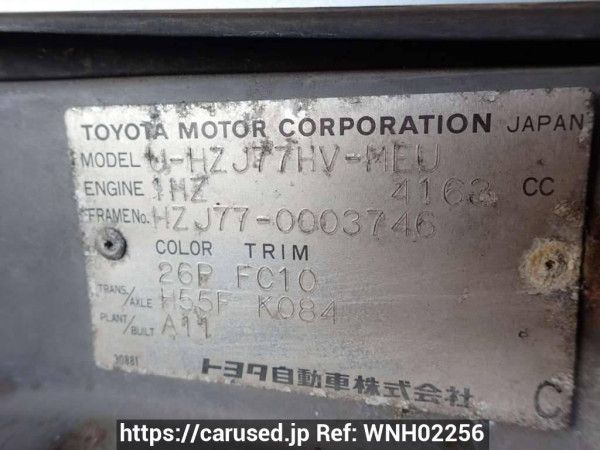 TOYOTA MOTOR CORPORATION JAPAN
MODEL U-HZJ77HV-MEU
ENGINE 1HZ 4163 CC
FRAME No. HZJ77-0003746
COLOR TRIM
26P FC10
TRANS/AXLE H55F K084
PLANT/BUILT A11
30881
トヨタ自動車株式会社
C
https://carused.jp Ref: WNH02256